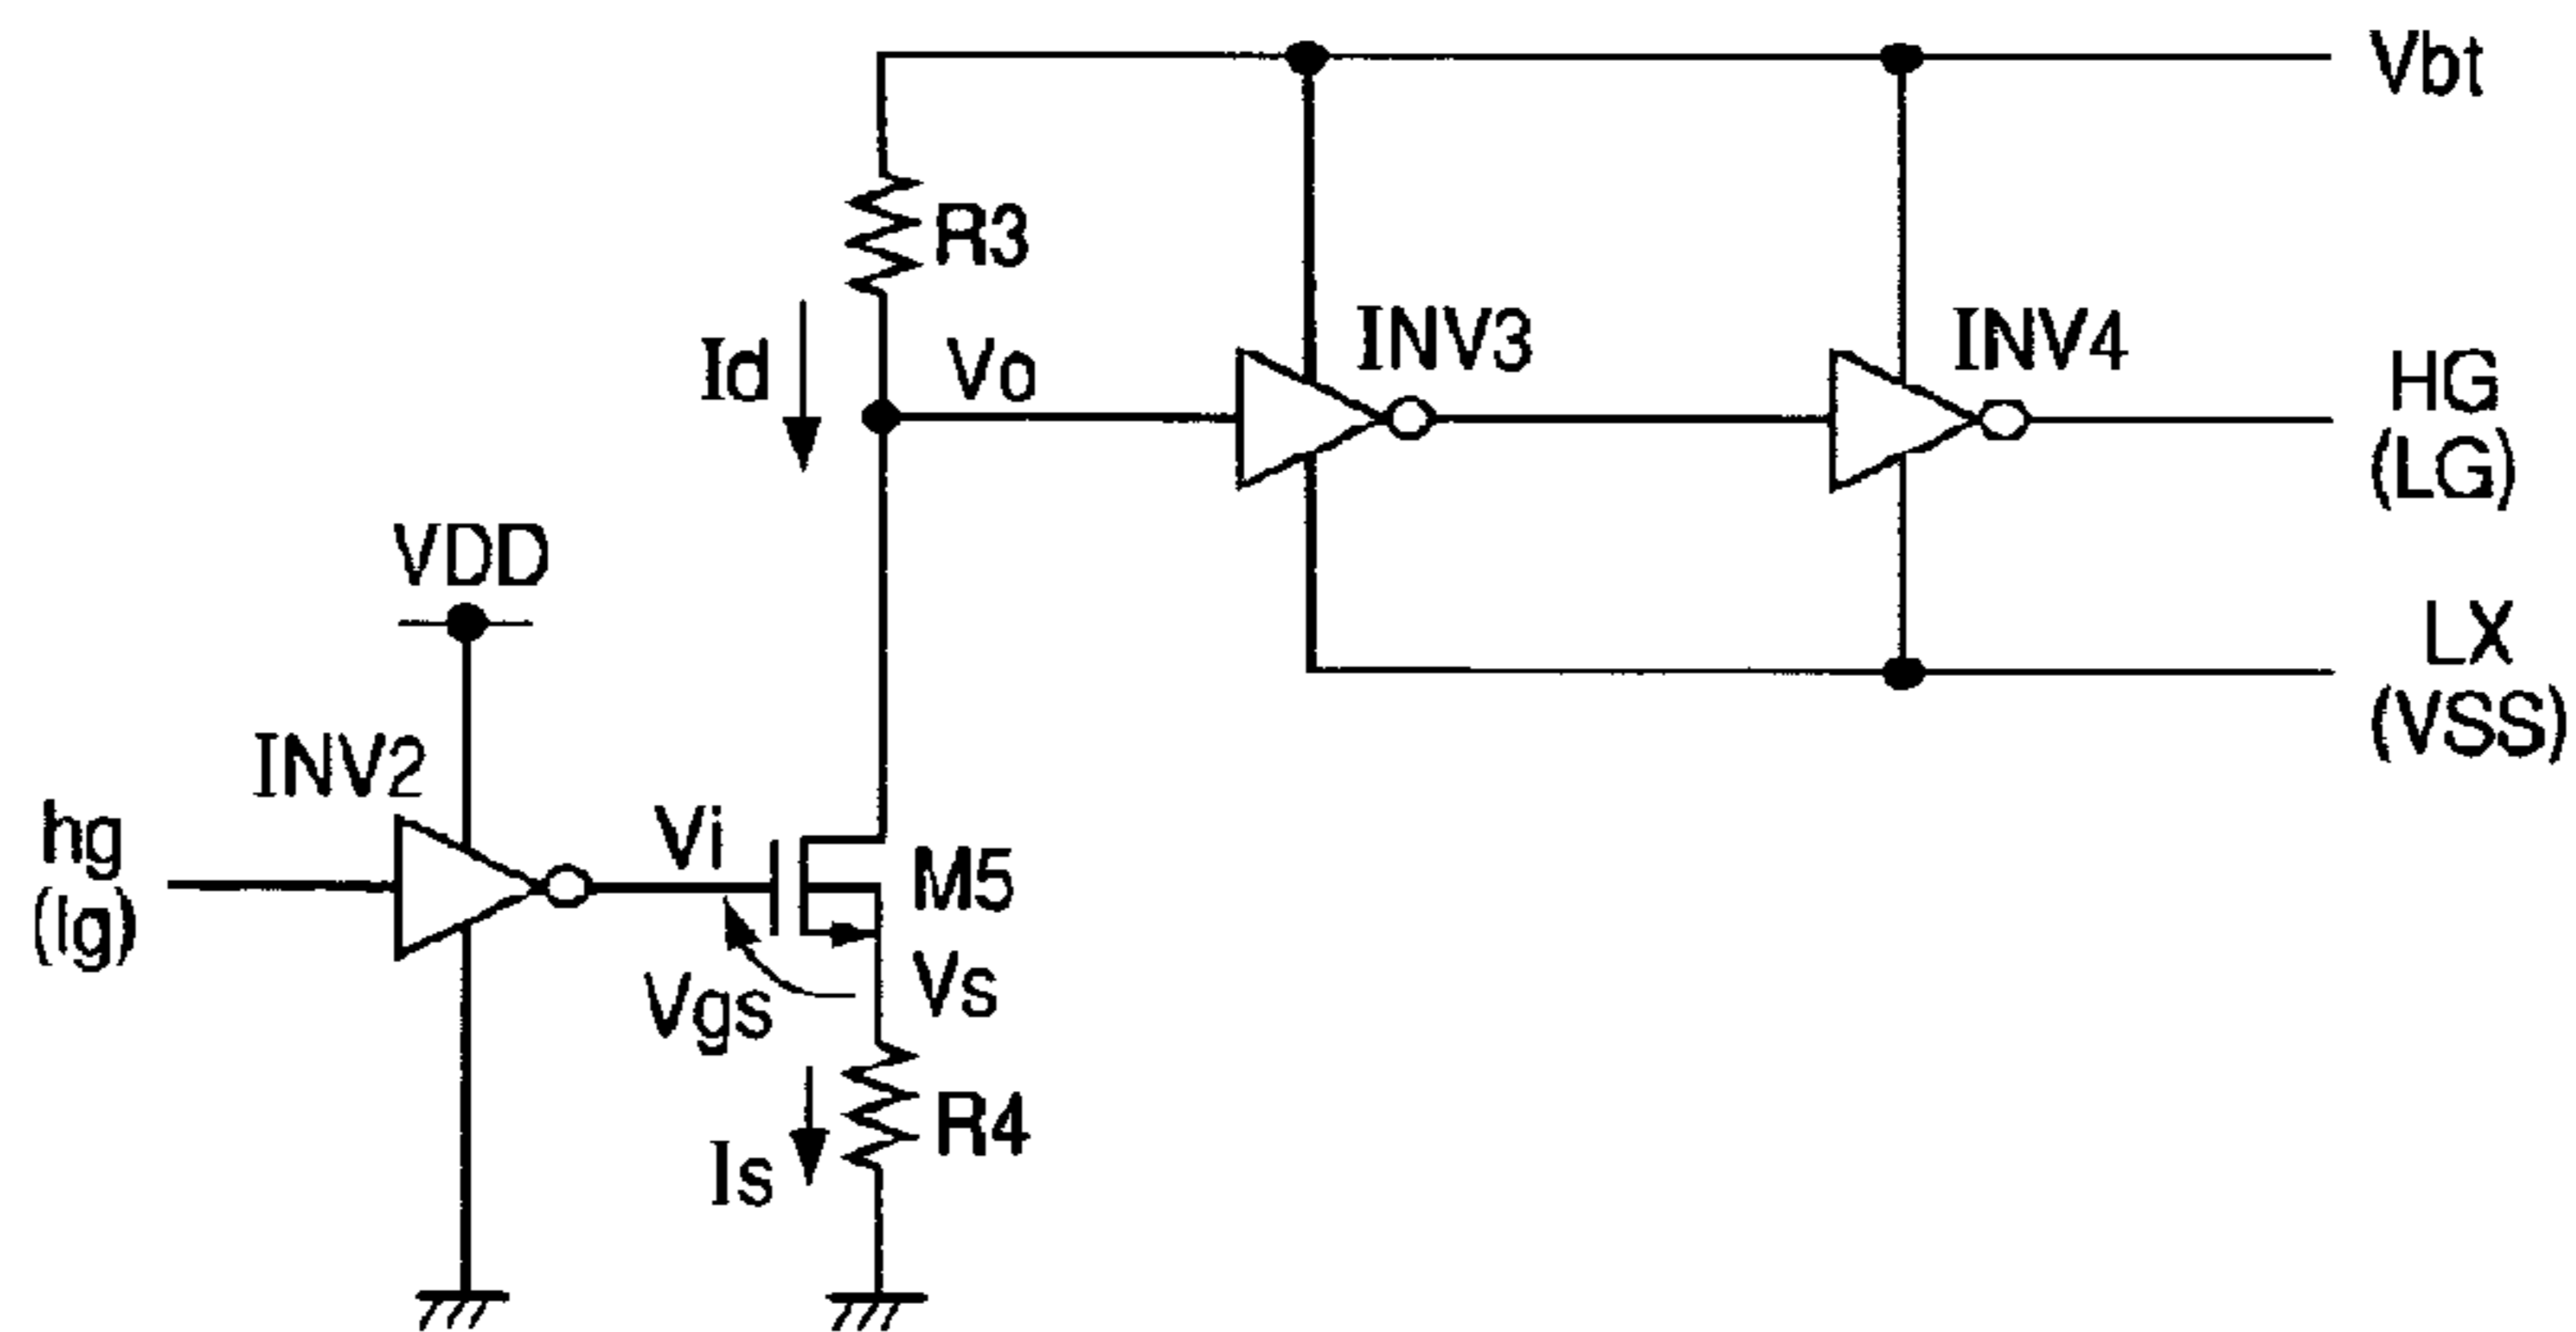 Vbt
R3
INV3
INV4
Id
Vo
HG
(LG)
VDD
LX
(VSS)
INV2
hg
(lg)
Vi
M5
Vgs
Vs
R4
Is